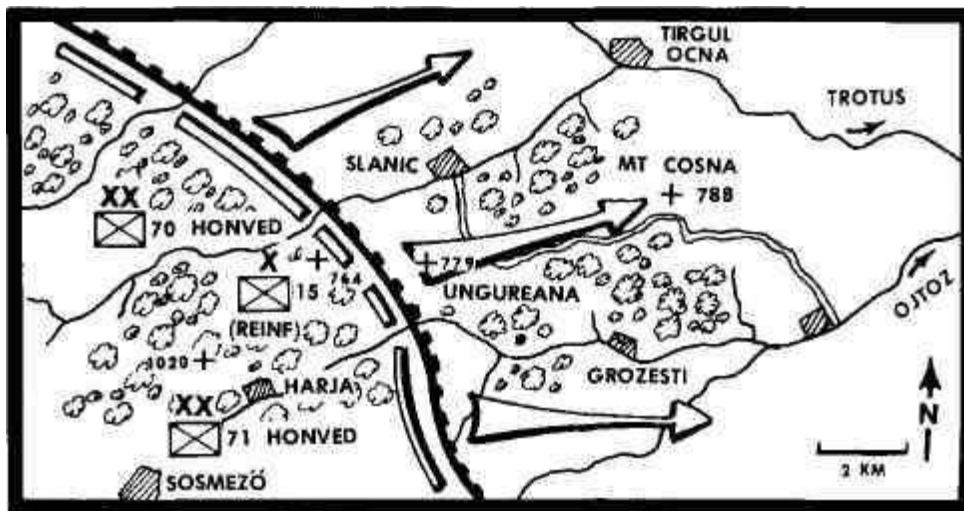 TIRGUL
OCNA
TROTUS
SLANIC
MT COSNA
+ 788
XX
70 HONVED
+779
X
15
764
(REINF)
UNGUREANA
OJTOZ
1020 +
HARJA
GROZESTI
XX
71 HONVED
N
2 KM
SOSMEZÖ